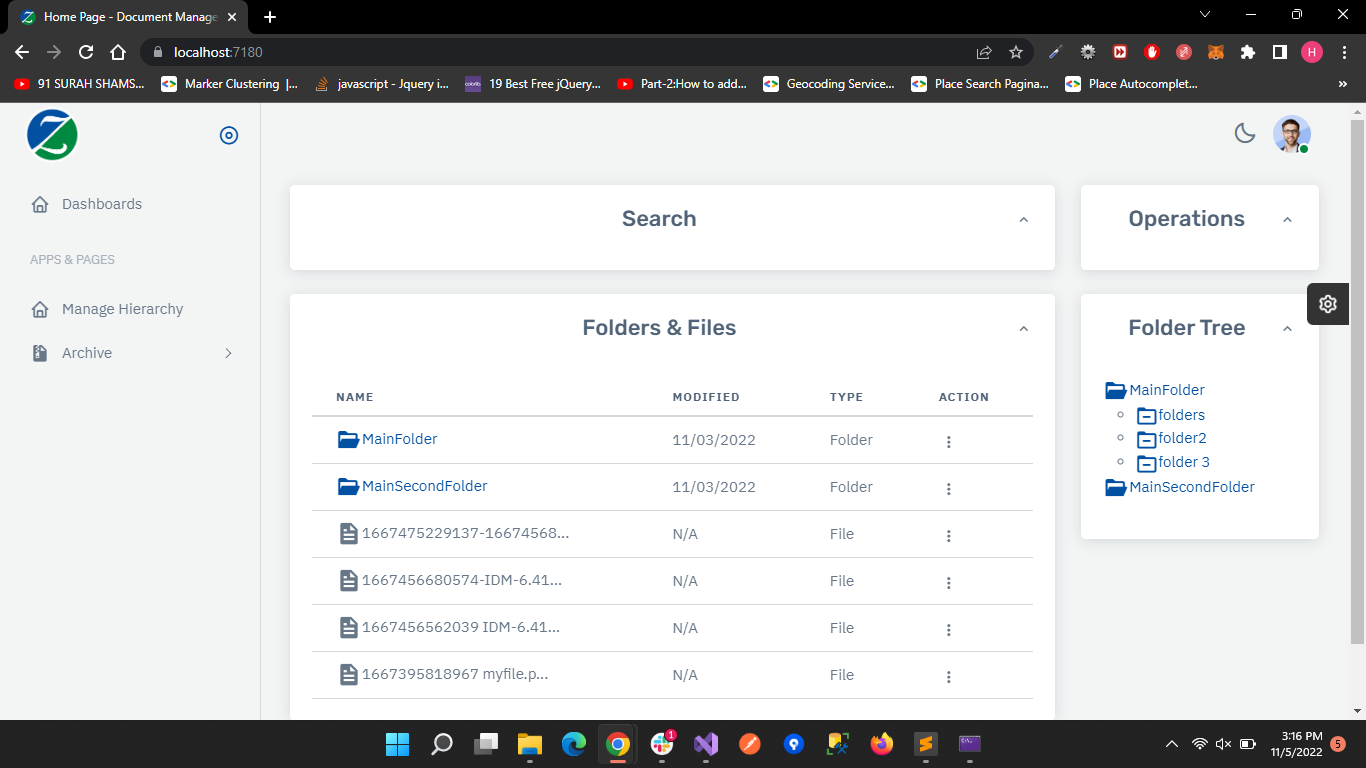 Home Page - Document Manage
localhost:7180
H
91 SURAH SHAMS...
Marker Clustering |...
javascript - Jquery i...
19 Best Free jQuery...
Part-2:How to add...
Geocoding Service...
Place Search Pagina...
Place Autocomplet...
»
Z
Dashboards
APPS & PAGES
Manage Hierarchy
Archive
Search
Operations
Folders & Files
NAME MODIFIED TYPE ACTION
MainFolder 11/03/2022 Folder
MainSecondFolder 11/03/2022 Folder
1667475229137-16674568... N/A File
1667456680574-IDM-6.41... N/A File
1667456562039 IDM-6.41... N/A File
1667395818967 myfile.p... N/A File
Folder Tree
MainFolder
folders
folder2
folder 3
MainSecondFolder
1
3:16 PM
11/5/2022
5